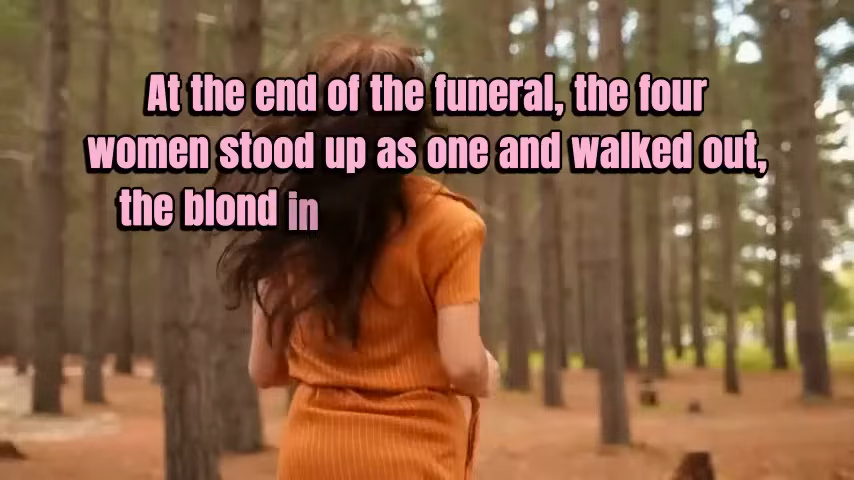 At the end of the funeral, the four
women stood up as one and walked out,
the blond in